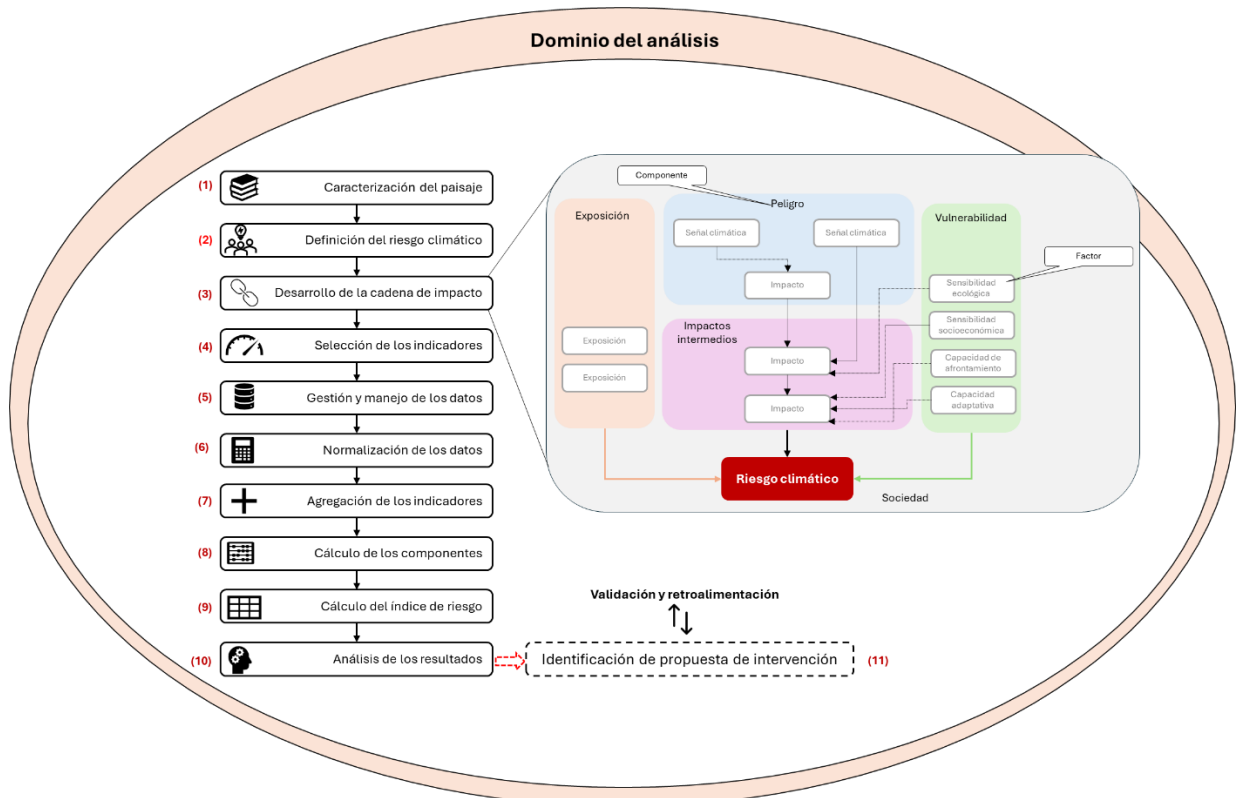 Dominio del análisis
(1) Caracterización del paisaje
(2) Definición del riesgo climático
(3) Desarrollo de la cadena de impacto
(4) Selección de los indicadores
(5) Gestión y manejo de los datos
(6) Normalización de los datos
(7) Agregación de los indicadores
(8) Cálculo de los componentes
(9) Cálculo del índice de riesgo
(10) Análisis de los resultados
Validación y retroalimentación
Identificación de propuesta de intervención (11)
Componente
Exposición
Exposición
Exposición
Peligro
Señal climática
Señal climática
Impacto
Impactos
intermedios
Impacto
Impacto
Vulnerabilidad
Factor
Sensibilidad
ecológica
Sensibilidad
socioeconómica
Capacidad de
afrontamiento
Capacidad
adaptativa
Riesgo climático
Sociedad